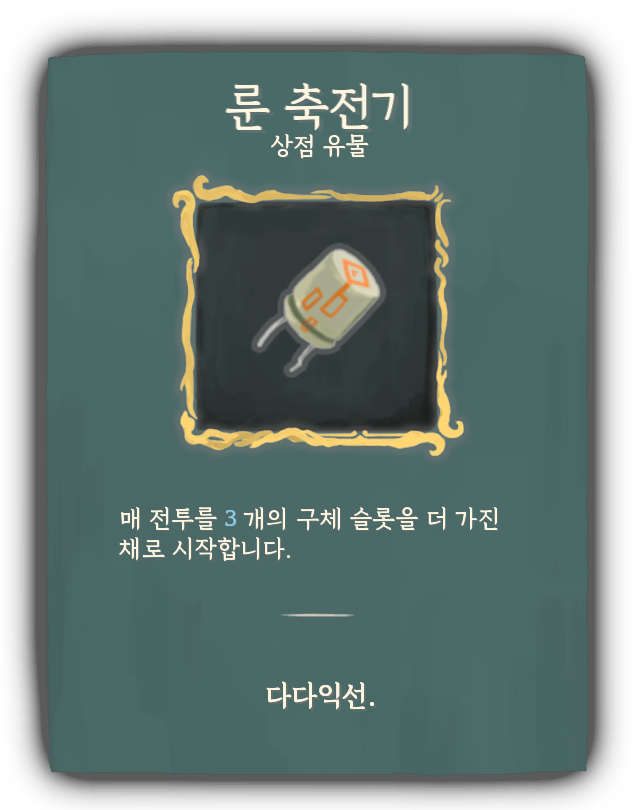 룬 축전기
상점 유물
매 전투를 3 개의 구체 슬롯을 더 가진
채로 시작합니다.
다다익선.